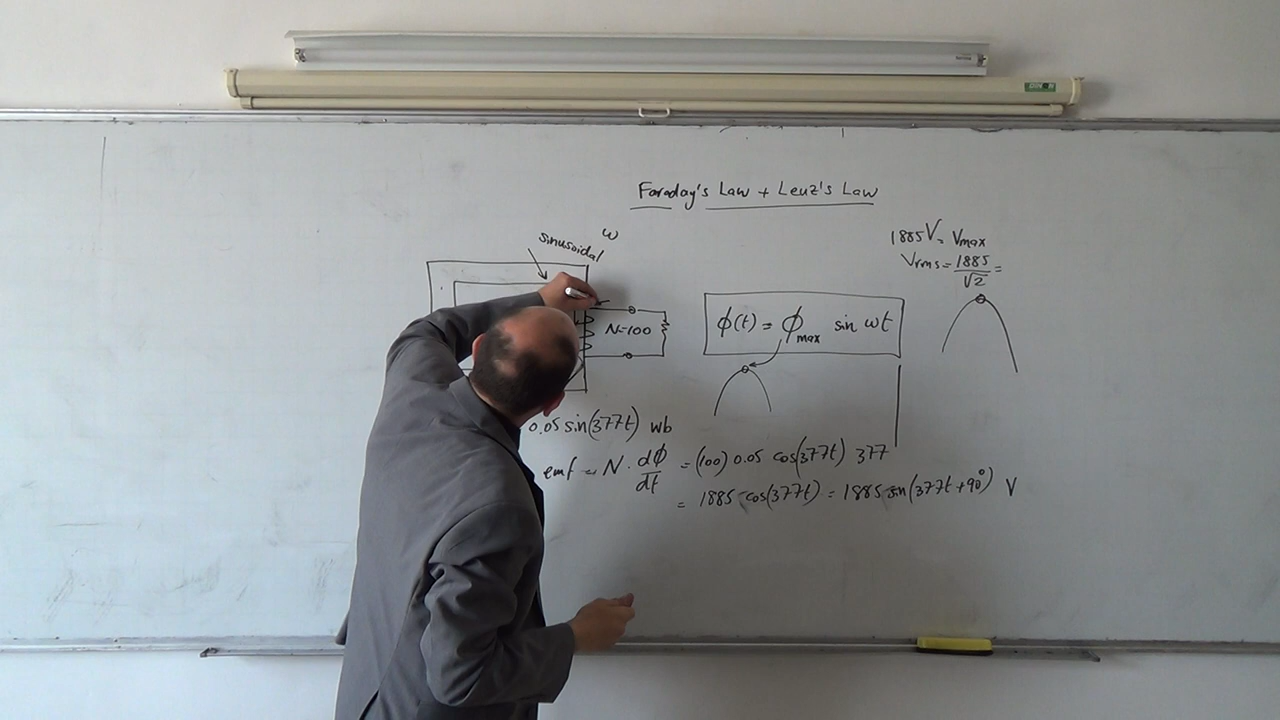 Faraday's Law + Lenz's Law
sinusoidal ω
1885V = Vmax
Vrms = 1885/√2 =
N=100
φ(t) = φmax sin ωt
0.05 sin(377t) wb
emf = N · dφ/dt = (100) 0.05 cos(377t) 377
= 1885 cos(377t) = 1885 sin(377t+90°) V